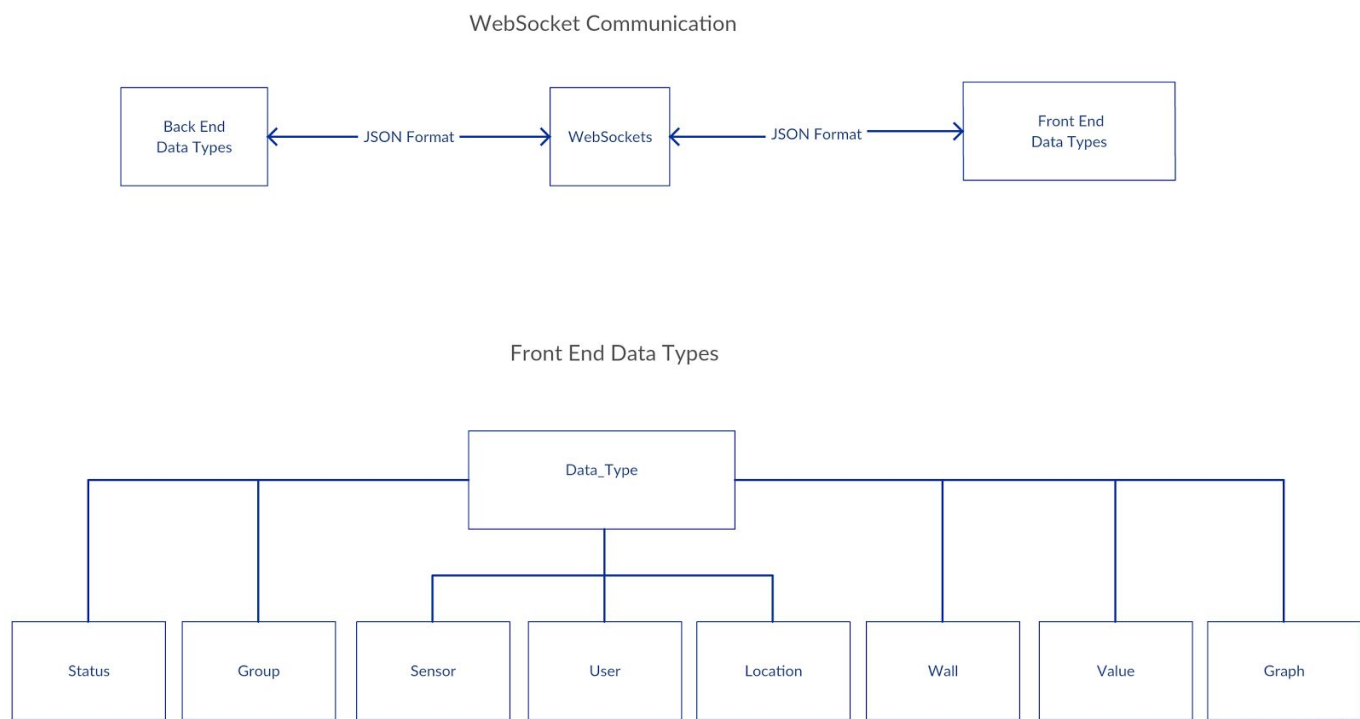 WebSocket Communication
Back End
Data Types
JSON Format
WebSockets
JSON Format
Front End
Data Types
Front End Data Types
Data_Type
Status
Group
Sensor
User
Location
Wall
Value
Graph